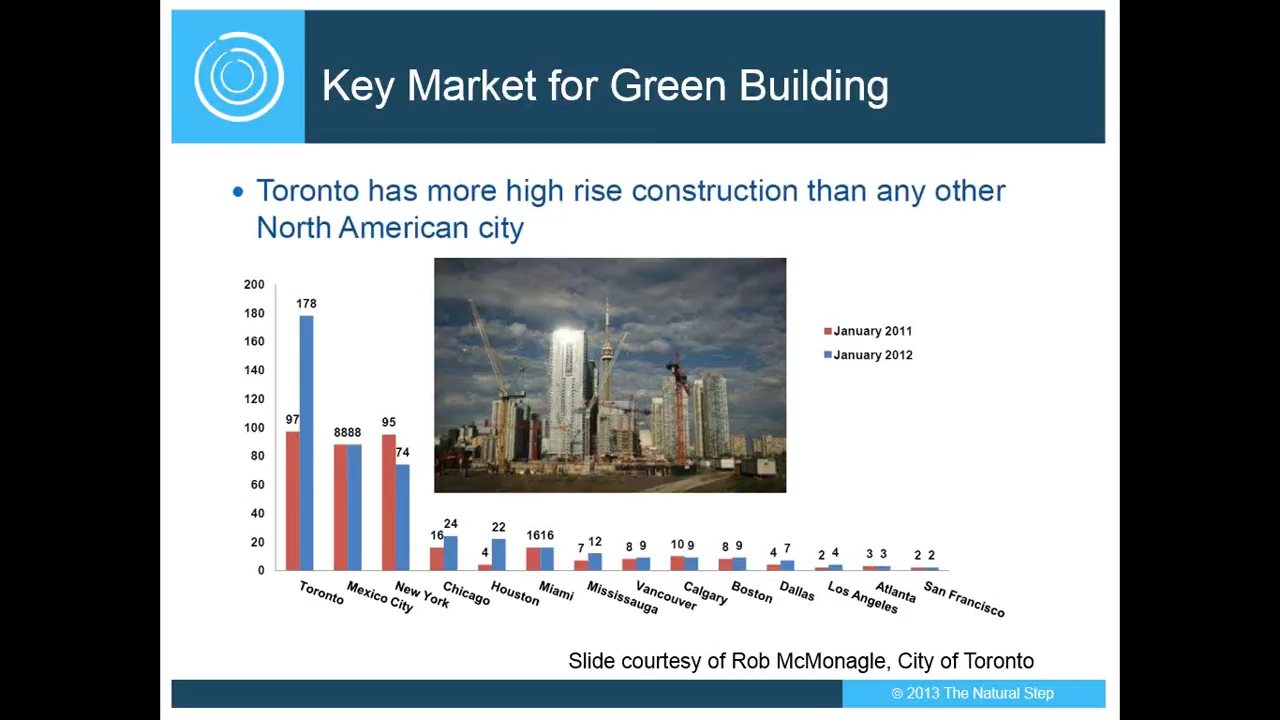 Key Market for Green Building
• Toronto has more high rise construction than any other
North American city
200
180
160
140
120
100
80
60
40
20
0
97 178
88 88
95 74
16 24
4 22
16 16
7 12
8 9
10 9
8 9
4 7
2 4
3 3
2 2
January 2011
January 2012
Toronto
Mexico City
New York
Chicago
Houston
Miami
Mississauga
Vancouver
Calgary
Boston
Dallas
Los Angeles
Atlanta
San Francisco
Slide courtesy of Rob McMonagle, City of Toronto
© 2013 The Natural Step